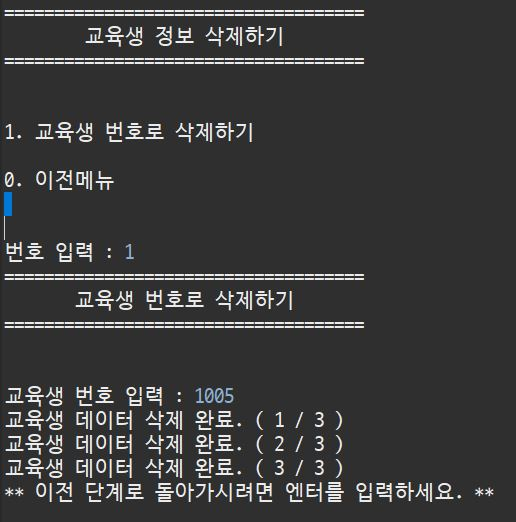 ====================================
교육생 정보 삭제하기
====================================
1. 교육생 번호로 삭제하기
0. 이전메뉴
번호 입력 : 1
====================================
교육생 번호로 삭제하기
====================================
교육생 번호 입력 : 1005
교육생 데이터 삭제 완료. ( 1 / 3 )
교육생 데이터 삭제 완료. ( 2 / 3 )
교육생 데이터 삭제 완료. ( 3 / 3 )
** 이전 단계로 돌아가시려면 엔터를 입력하세요. **